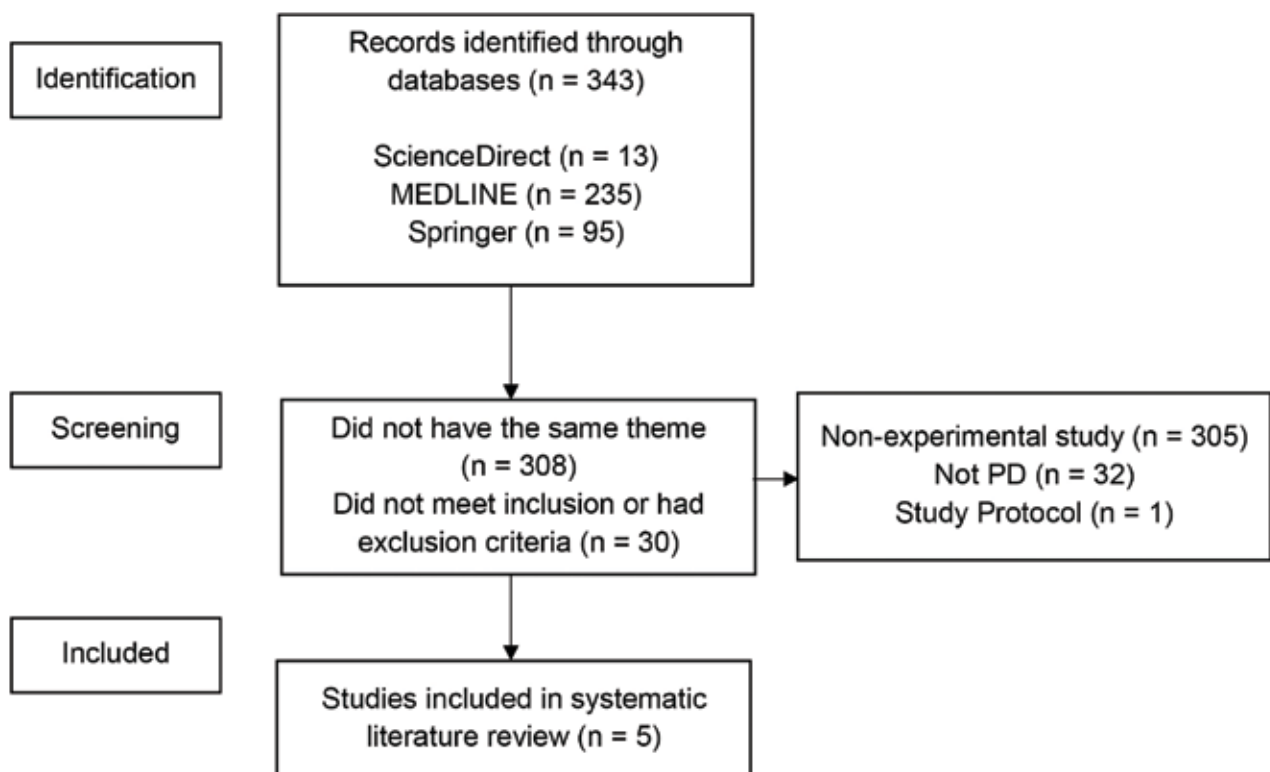 Identification
Records identified through
databases (n = 343)
ScienceDirect (n = 13)
MEDLINE (n = 235)
Springer (n = 95)
Screening
Did not have the same theme
(n = 308)
Did not meet inclusion or had
exclusion criteria (n = 30)
Non-experimental study (n = 305)
Not PD (n = 32)
Study Protocol (n = 1)
Included
Studies included in systematic
literature review (n = 5)